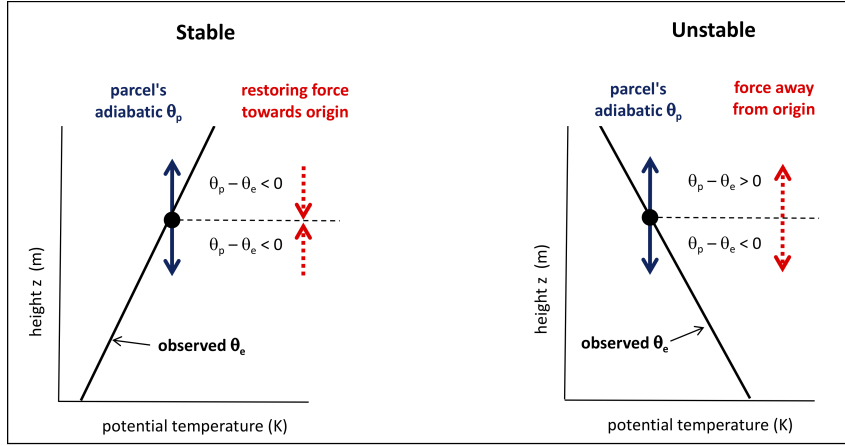 Stable
parcel's
adiabatic θp
restoring force
towards origin
θp − θe < 0
θp − θe < 0
observed θe
height z (m)
potential temperature (K)
Unstable
parcel's
adiabatic θp
force away
from origin
θp − θe > 0
θp − θe < 0
observed θe
height z (m)
potential temperature (K)